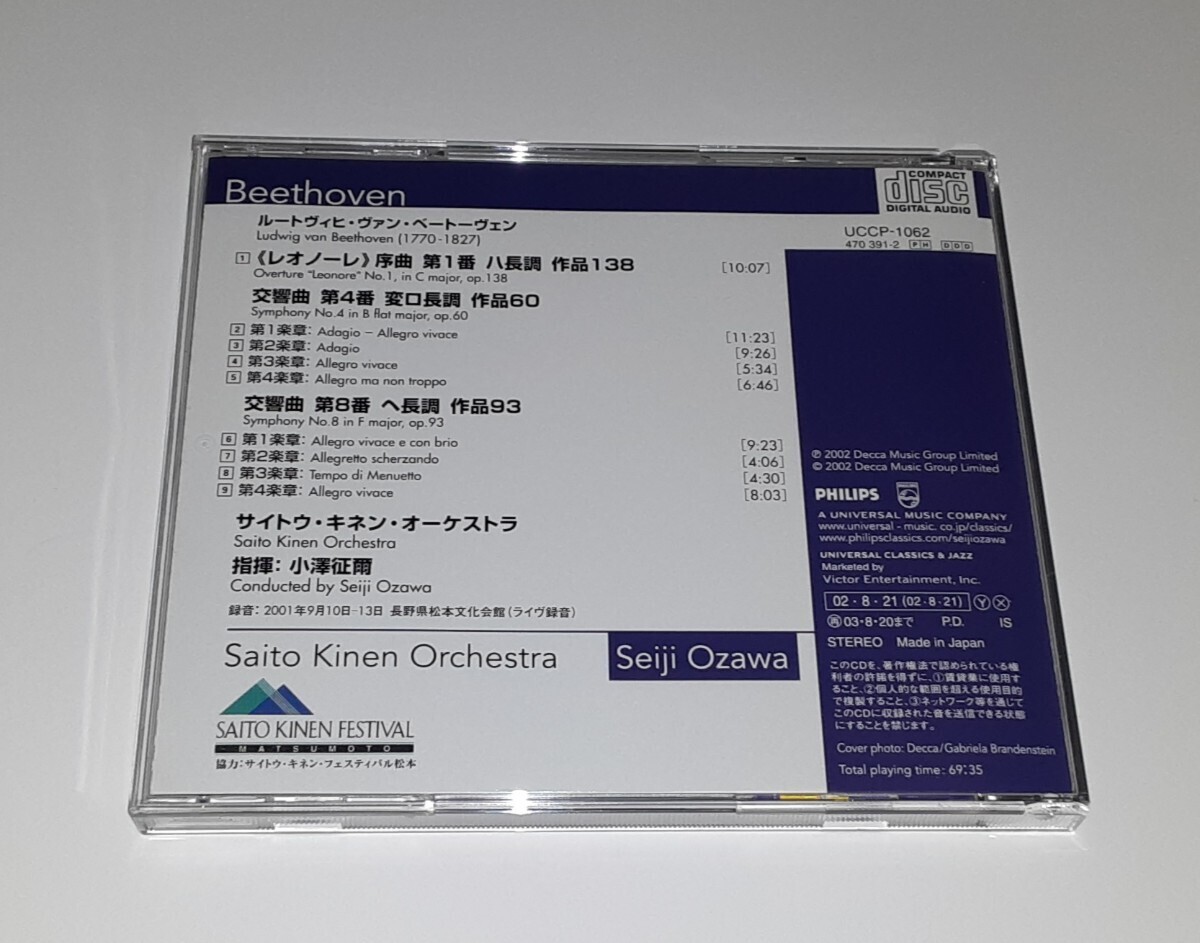 Beethoven
COMPACT
disc
DIGITAL AUDIO
ルートヴィヒ・ヴァン・ベートーヴェン
Ludwig van Beethoven (1770-1827)
UCCP-1062
470 391-2 PH DDD
1 《レオノーレ》序曲 第1番 ハ長調 作品138 [10:07]
Overture "Leonore" No.1, in C major, op.138
交響曲 第4番 変ロ長調 作品60
Symphony No.4 in B flat major, op.60
2 第1楽章: Adagio – Allegro vivace [11:23]
3 第2楽章: Adagio [9:26]
4 第3楽章: Allegro vivace [5:34]
5 第4楽章: Allegro ma non troppo [6:46]
交響曲 第8番 ヘ長調 作品93
Symphony No.8 in F major, op.93
6 第1楽章: Allegro vivace e con brio [9:23]
7 第2楽章: Allegretto scherzando [4:06]
8 第3楽章: Tempo di Menuetto [4:30]
9 第4楽章: Allegro vivace [8:03]
サイトウ・キネン・オーケストラ
Saito Kinen Orchestra
指揮: 小澤征爾
Conducted by Seiji Ozawa
録音: 2001年9月10日-13日 長野県松本文化会館(ライヴ録音)
Saito Kinen Orchestra
Seiji Ozawa
SAITO KINEN FESTIVAL
MATSUMOTO
協力:サイトウ・キネン・フェスティバル松本
℗ 2002 Decca Music Group Limited
© 2002 Decca Music Group Limited
PHILIPS
A UNIVERSAL MUSIC COMPANY
www.universal - music. co.jp/classics/
www.philipsclassics.com/seijiozawa
UNIVERSAL CLASSICS & JAZZ
Marketed by
Victor Entertainment, Inc.
02・8・21 (02・8・21) Ⓨ Ⓧ
再03・8・20まで P.D. IS
STEREO Made in Japan
このCDを、著作権法で認められている権
利者の許諾を得ずに、①賃貸業に使用す
ること、②個人的な範囲を超える使用目的
で複製すること、③ネットワーク等を通じて
このCDに収録された音を送信できる状態
にすることを禁じます。
Cover photo: Decca/Gabriela Brandenstein
Total playing time: 69:35